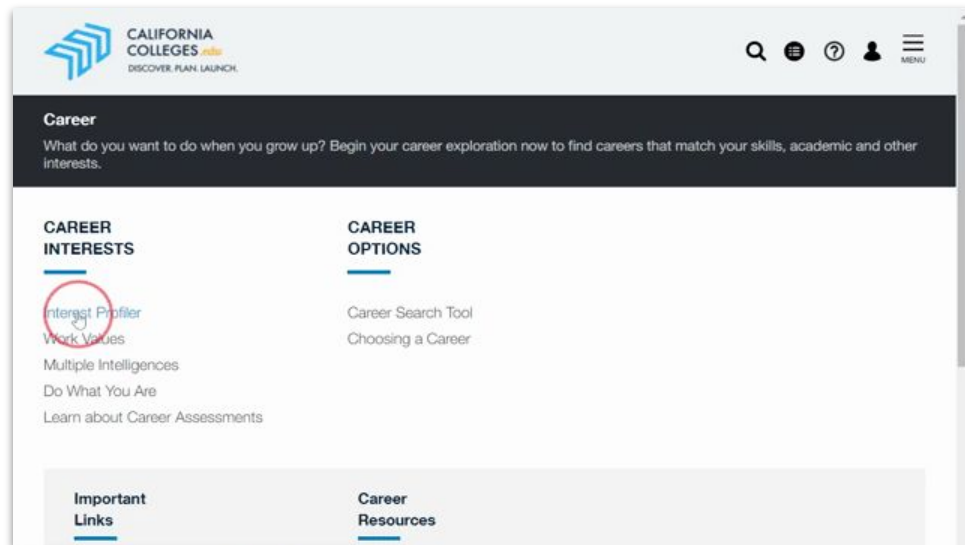 CALIFORNIA
COLLEGES.edu
DISCOVER. PLAN. LAUNCH.
MENU
Career
What do you want to do when you grow up? Begin your career exploration now to find careers that match your skills, academic and other
interests.
CAREER
INTERESTS
Interest Profiler
Work Values
Multiple Intelligences
Do What You Are
Learn about Career Assessments
CAREER
OPTIONS
Career Search Tool
Choosing a Career
Important
Links
Career
Resources